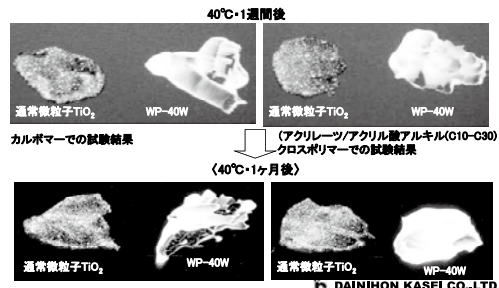 40℃・1週間後
通常微粒子TiO₂ WP-40W 通常微粒子TiO₂ WP-40W
カルボマーでの試験結果
(アクリレーツ/アクリル酸アルキル(C10-C30))
クロスポリマーでの試験結果
〈40℃・1ヶ月後〉
通常微粒子TiO₂ WP-40W 通常微粒子TiO₂ WP-40W
DAINIHON KASEI CO.,LTD